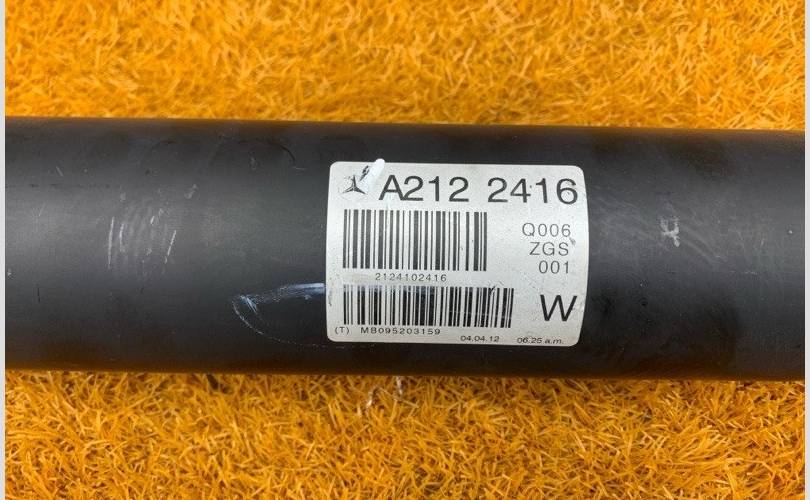 A212 2416
Q006
ZGS
001
2124102416
W
(T) MB095203159
04.04.12 06.25 a.m.